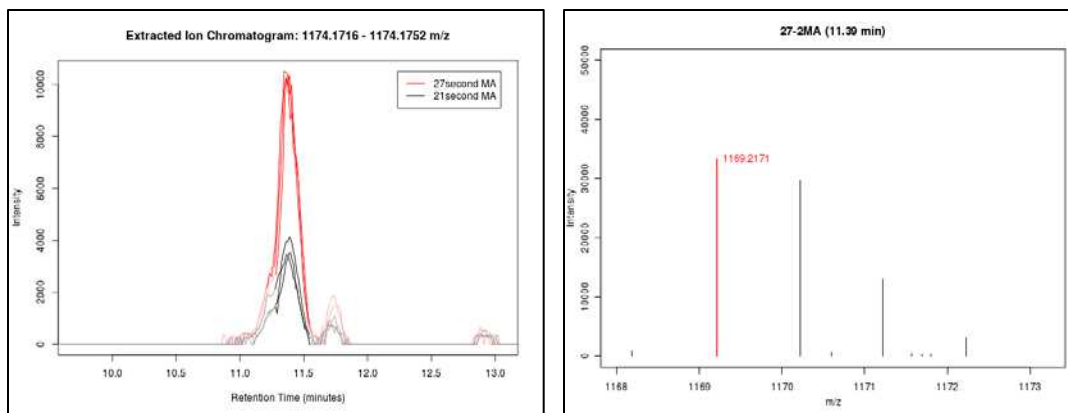 Extracted Ion Chromatogram: 1174.1716 - 1174.1752 m/z
27second MA
21second MA
Intensity
0
2000
4000
6000
8000
10000
10.0 10.5 11.0 11.5 12.0 12.5 13.0
Retention Time (minutes)
27-2MA (11.39 min)
1169.2171
Intensity
0
10000
20000
30000
40000
50000
1168 1169 1170 1171 1172 1173
m/z